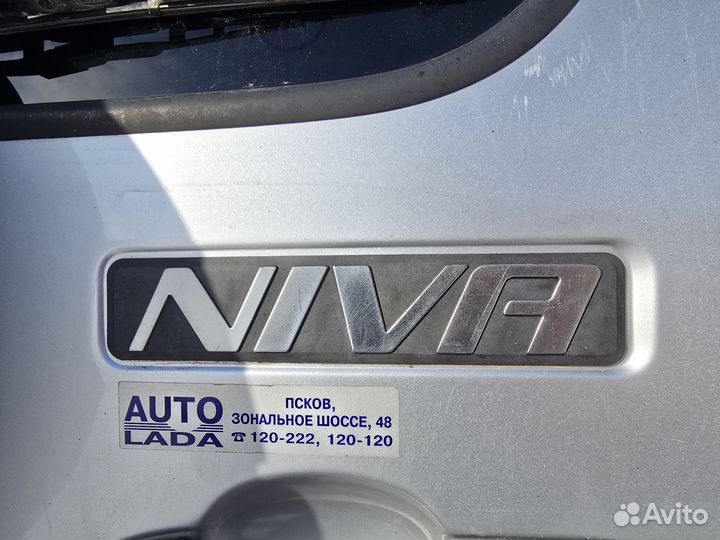 NIVA
AUTO
LADA
ПСКОВ,
ЗОНАЛЬНОЕ ШОССЕ, 48
☎ 120-222, 120-120
Avito